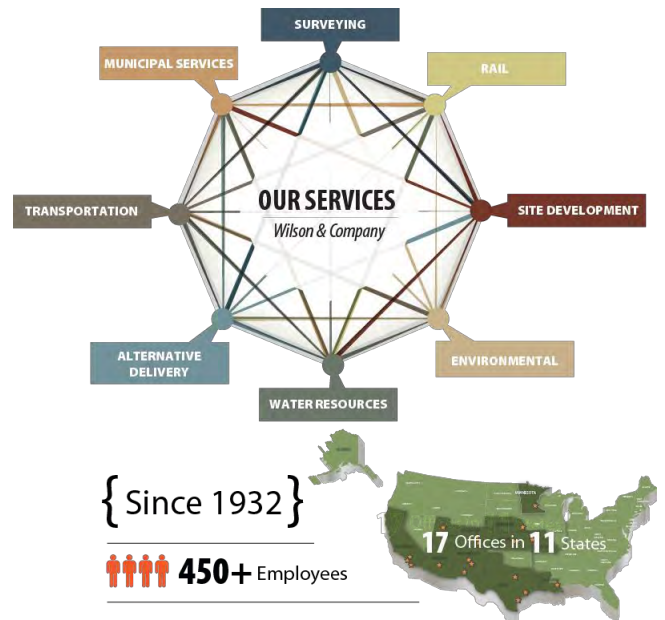 SURVEYING
MUNICIPAL SERVICES
RAIL
OUR SERVICES
Wilson & Company
TRANSPORTATION
SITE DEVELOPMENT
ALTERNATIVE
DELIVERY
ENVIRONMENTAL
WATER RESOURCES
{ Since 1932 }
MINNESOTA
17 Offices in 11 States
450+ Employees